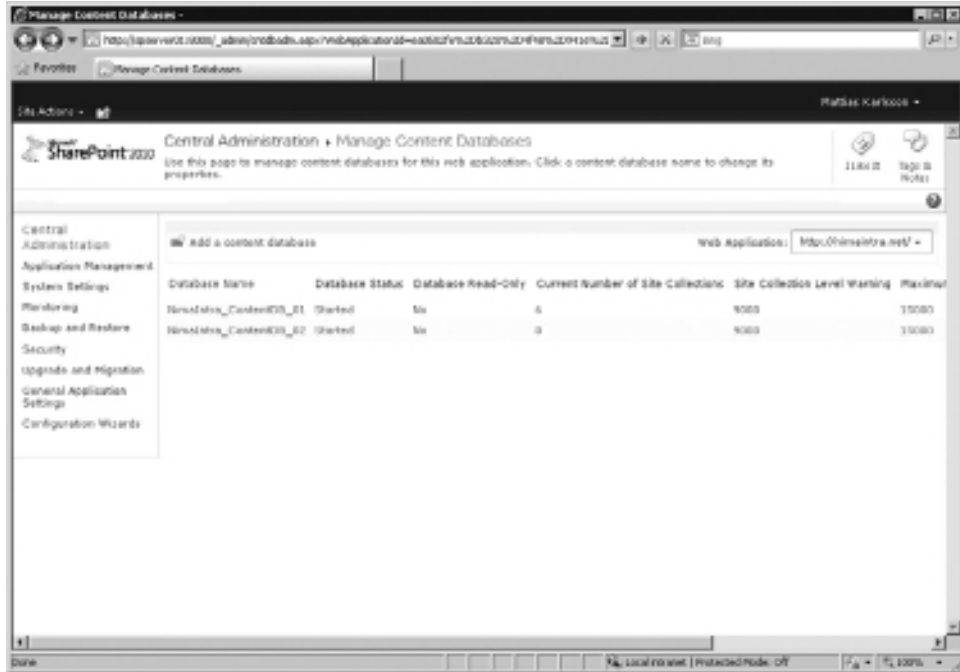 Manage Content Databases -
Favorites Manage Content Databases
Mattias Karlsson
Site Actions
Microsoft
SharePoint 2010
Central Administration Manage Content Databases
Use this page to manage content databases for this web application. Click a content database name to change its
properties.
I Like It
Tags &
Notes
Central
Administration
Application Management
System Settings
Monitoring
Backup and Restore
Security
Upgrade and Migration
General Application
Settings
Configuration Wizards
Add a content database
Web Application:
Database Name Database Status Database Read-Only Current Number of Site Collections Site Collection Level Warning Maximum
Started No 6 9000 15000
Started No 0 9000 15000
Done
Local intranet | Protected Mode: Off
100%